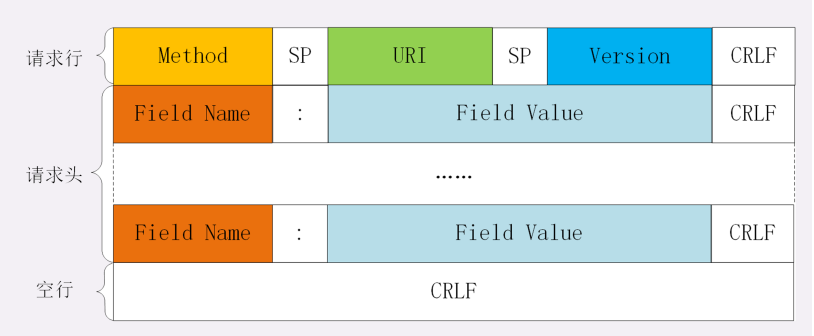 请求行 Method SP URI SP Version CRLF
Field Name : Field Value CRLF
请求头 ……
Field Name : Field Value CRLF
空行 CRLF